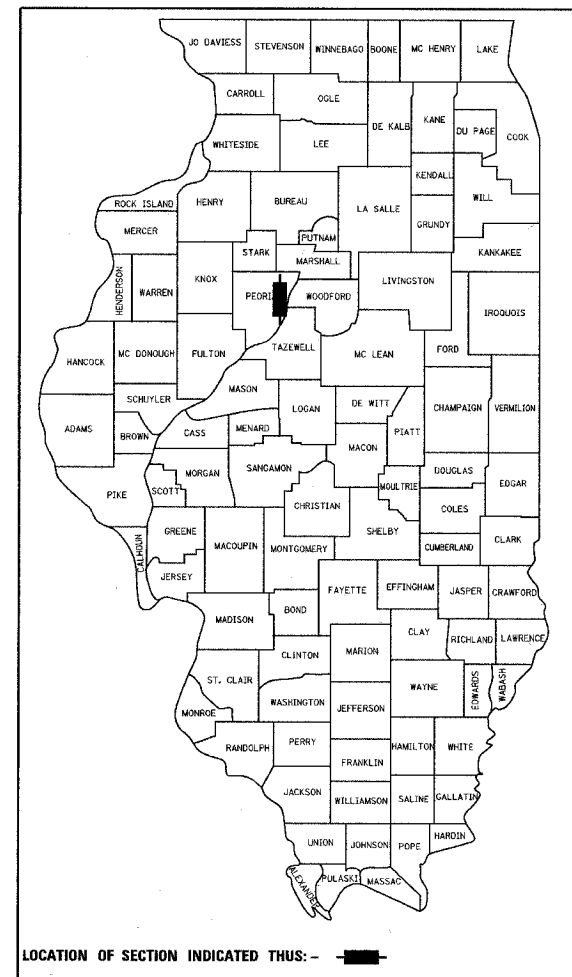 JO DAVIESS STEVENSON WINNEBAGO BOONE MC HENRY LAKE
CARROLL OGLE
DE KALB KANE DU PAGE COOK
WHITESIDE LEE
KENDALL WILL
ROCK ISLAND HENRY BUREAU LA SALLE GRUNDY
MERCER PUTNAM
STARK MARSHALL KANKAKEE
HENDERSON WARREN KNOX LIVINGSTON
PEORI WOODFORD IROQUOIS
HANCOCK MC DONOUGH FULTON TAZEWELL MC LEAN FORD
MASON
SCHUYLER LOGAN DE WITT CHAMPAIGN VERMILION
ADAMS BROWN CASS MENARD PIATT
MACON
MORGAN SANGAMON DOUGLAS EDGAR
PIKE SCOTT CHRISTIAN MOULTRIE
COLES
GREENE MACOUPIN SHELBY
CALHOUN MONTGOMERY CUMBERLAND CLARK
JERSEY FAYETTE EFFINGHAM JASPER CRAWFORD
MADISON BOND
CLAY RICHLAND LAWRENCE
CLINTON MARION
ST. CLAIR
WASHINGTON JEFFERSON WAYNE EDWARDS WABASH
MONROE
RANDOLPH PERRY HAMILTON WHITE
FRANKLIN
JACKSON WILLIAMSON SALINE GALLATIN
UNION JOHNSON POPE HARDIN
ALEXANDER PULASKI MASSAC
LOCATION OF SECTION INDICATED THUS: -